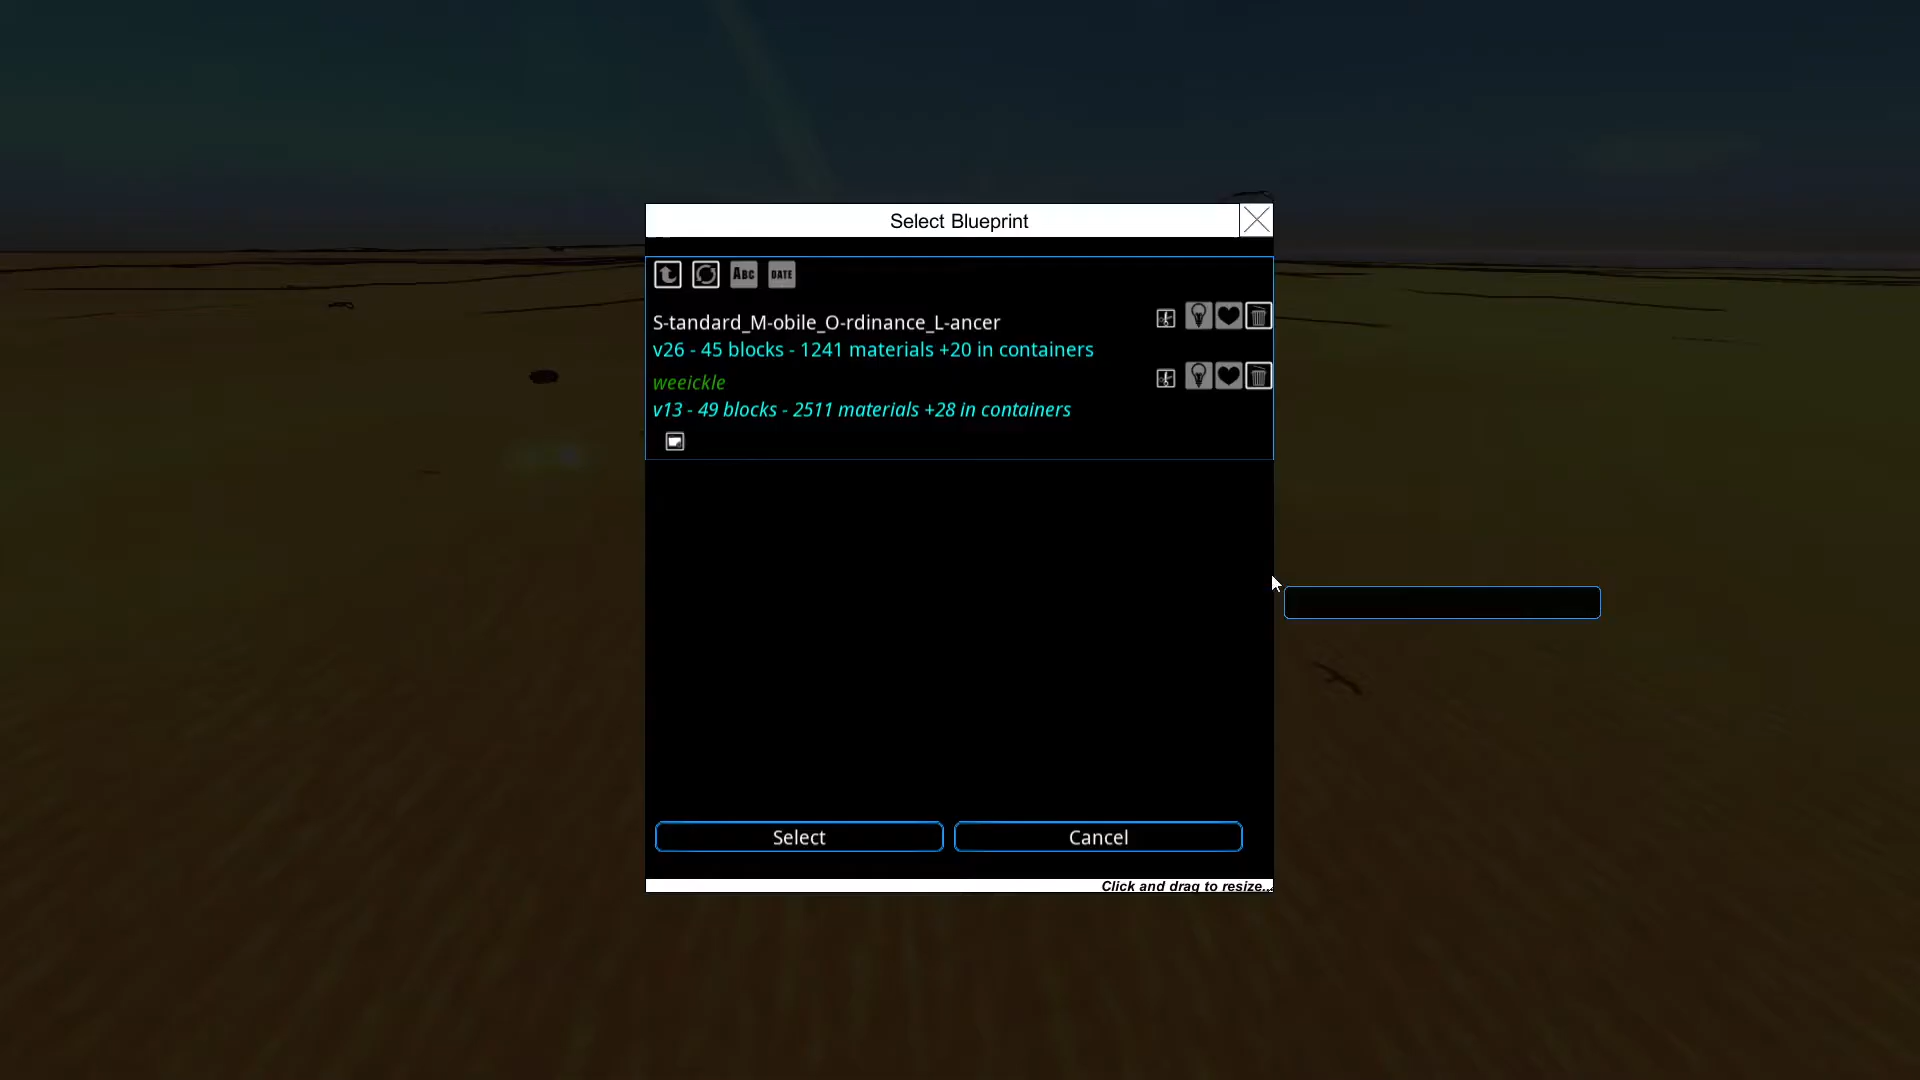 Select Blueprint
ABC DATE
S-tandard_M-obile_O-rdinance_L-ancer
v26 - 45 blocks - 1241 materials +20 in containers
weeickle
v13 - 49 blocks - 2511 materials +28 in containers
Select Cancel
Click and drag to resize...